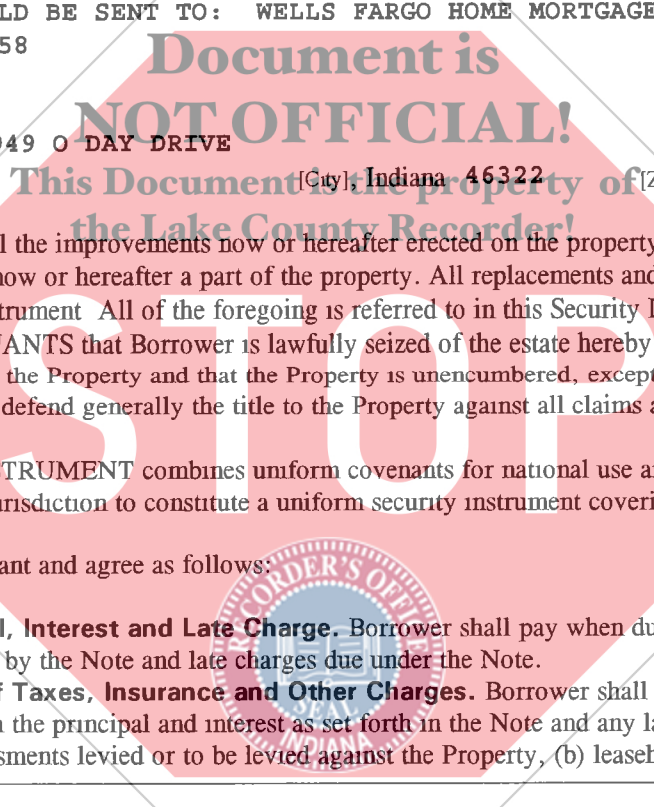 LD BE SENT TO: WELLS FARGO HOME MORTGAGE
58
Document is
NOT OFFICIAL!
949 O DAY DRIVE
This Document is the property of
[City], Indiana 46322 [Z
the Lake County Recorder!
l the improvements now or hereafter erected on the property
now or hereafter a part of the property. All replacements and
trument All of the foregoing is referred to in this Security I
ANTS that Borrower is lawfully seized of the estate hereby
the Property and that the Property is unencumbered, except
defend generally the title to the Property against all claims a
STOP
TRUMENT combines uniform covenants for national use a
urisdiction to constitute a uniform security instrument coveri
ant and agree as follows:
RECORDER'S OFFICE
l, Interest and Late Charge. Borrower shall pay when du
by the Note and late charges due under the Note.
f Taxes, Insurance and Other Charges. Borrower shall
SEAL
n the principal and interest as set forth in the Note and any la
INDIANA
sments levied or to be levied against the Property, (b) leaseh